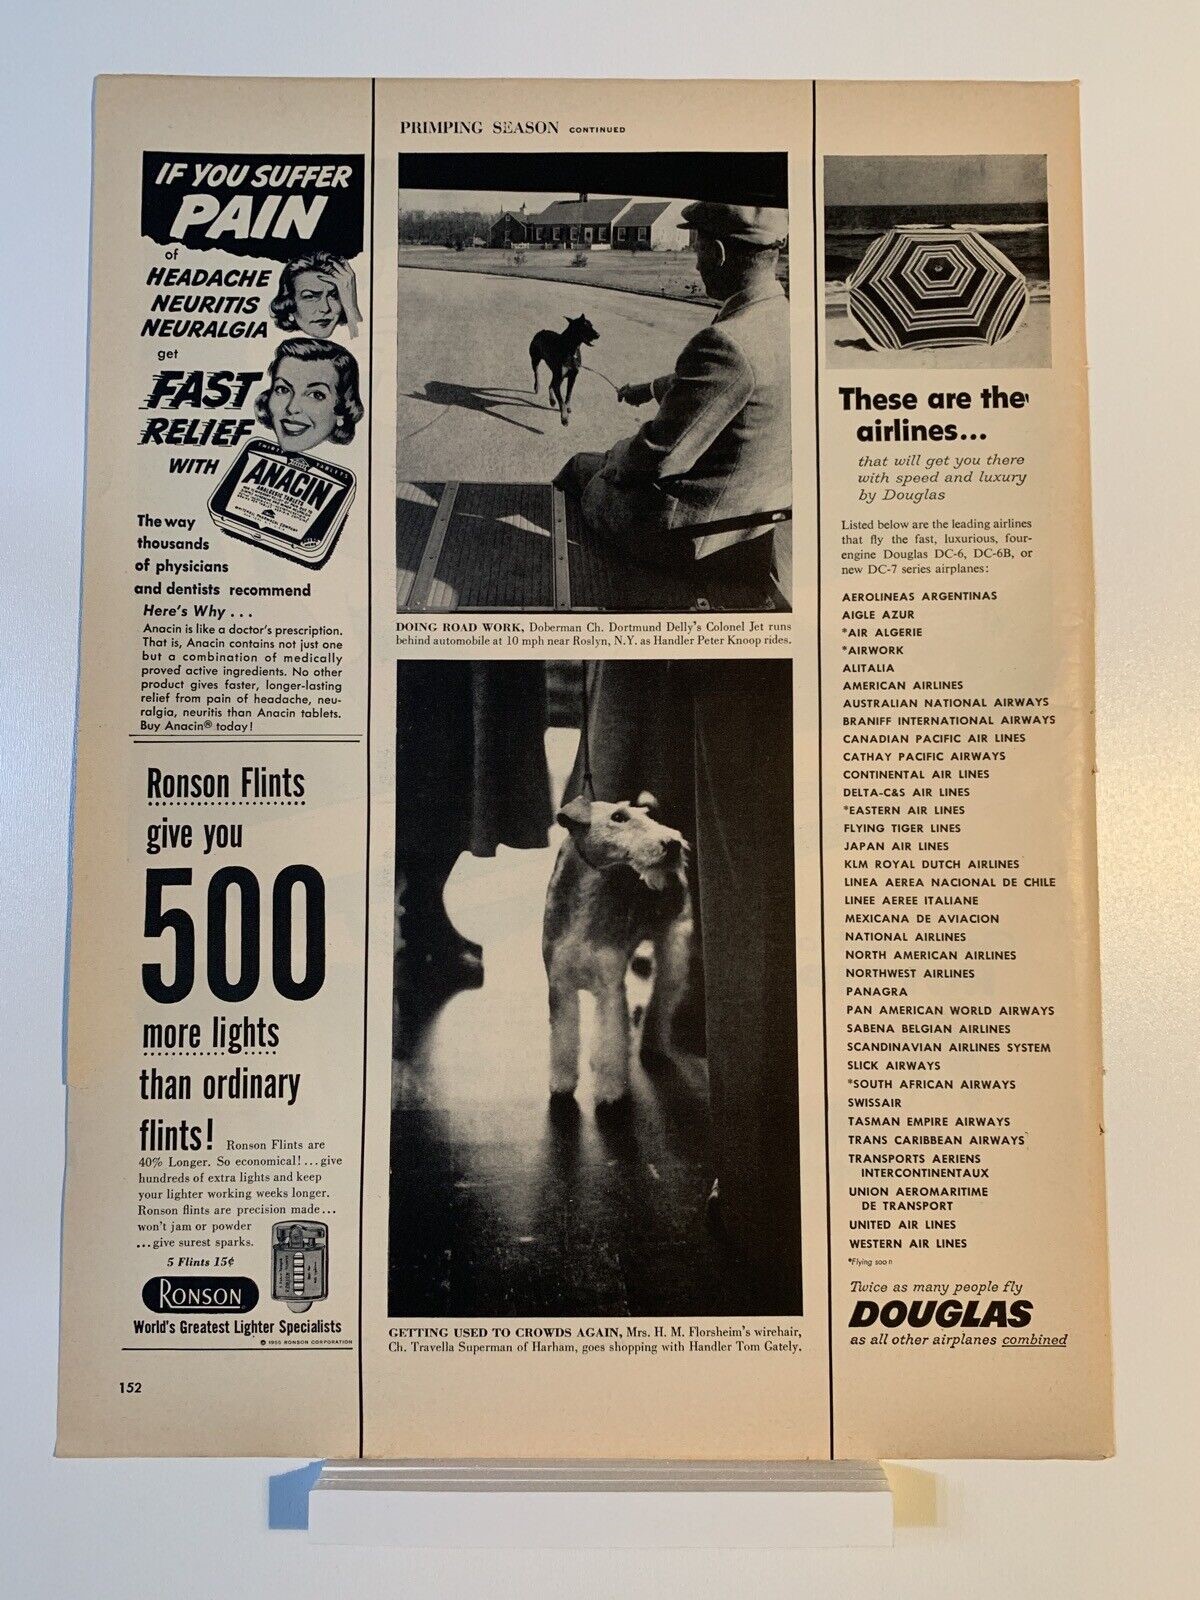 PRIMPING SEASON CONTINUED
IF YOU SUFFER
PAIN
of
HEADACHE
NEURITIS
NEURALGIA
get
FAST
RELIEF
WITH
THIRTY TABLETS
ANACIN
ANALGESIC TABLETS
The way
thousands
of physicians
and dentists recommend
Here's Why . . .
Anacin is like a doctor's prescription.
That is, Anacin contains not just one
but a combination of medically
proved active ingredients. No other
product gives faster, longer-lasting
relief from pain of headache, neu-
ralgia, neuritis than Anacin tablets.
Buy Anacin® today!
Ronson Flints
give you
500
more lights
than ordinary
flints! Ronson Flints are
40% Longer. So economical! ... give
hundreds of extra lights and keep
your lighter working weeks longer.
Ronson flints are precision made...
won't jam or powder
...give surest sparks.
5 Flints 15¢
RONSON
World's Greatest Lighter Specialists
© 1955 RONSON CORPORATION
152
DOING ROAD WORK, Doberman Ch. Dortmund Delly's Colonel Jet runs
behind automobile at 10 mph near Roslyn, N.Y. as Handler Peter Knoop rides.
GETTING USED TO CROWDS AGAIN, Mrs. H. M. Florsheim's wirehair,
Ch. Travella Superman of Harham, goes shopping with Handler Tom Gately.
These are the
airlines...
that will get you there
with speed and luxury
by Douglas
Listed below are the leading airlines
that fly the fast, luxurious, four-
engine Douglas DC-6, DC-6B, or
new DC-7 series airplanes:
AEROLINEAS ARGENTINAS
AIGLE AZUR
*AIR ALGERIE
*AIRWORK
ALITALIA
AMERICAN AIRLINES
AUSTRALIAN NATIONAL AIRWAYS
BRANIFF INTERNATIONAL AIRWAYS
CANADIAN PACIFIC AIR LINES
CATHAY PACIFIC AIRWAYS
CONTINENTAL AIR LINES
DELTA-C&S AIR LINES
*EASTERN AIR LINES
FLYING TIGER LINES
JAPAN AIR LINES
KLM ROYAL DUTCH AIRLINES
LINEA AEREA NACIONAL DE CHILE
LINEE AEREE ITALIANE
MEXICANA DE AVIACION
NATIONAL AIRLINES
NORTH AMERICAN AIRLINES
NORTHWEST AIRLINES
PANAGRA
PAN AMERICAN WORLD AIRWAYS
SABENA BELGIAN AIRLINES
SCANDINAVIAN AIRLINES SYSTEM
SLICK AIRWAYS
*SOUTH AFRICAN AIRWAYS
SWISSAIR
TASMAN EMPIRE AIRWAYS
TRANS CARIBBEAN AIRWAYS
TRANSPORTS AERIENS
INTERCONTINENTAUX
UNION AEROMARITIME
DE TRANSPORT
UNITED AIR LINES
WESTERN AIR LINES
*Flying soon
Twice as many people fly
DOUGLAS
as all other airplanes combined